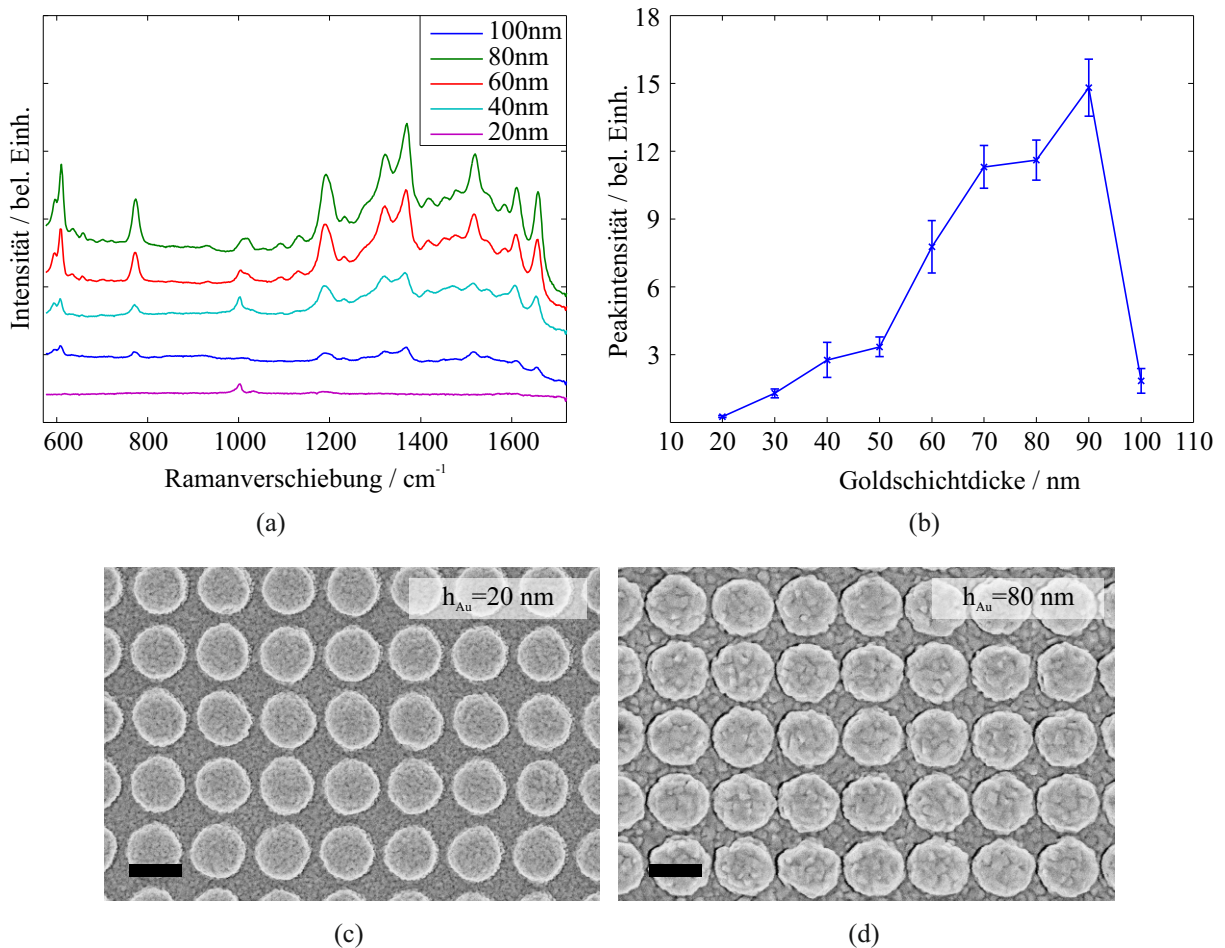 100nm
80nm
60nm
40nm
20nm
Intensität / bel. Einh.
600 800 1000 1200 1400 1600
Ramanverschiebung / cm⁻¹
(a)
18
15
12
9
6
3
Peakintensität / bel. Einh.
10 20 30 40 50 60 70 80 90 100 110
Goldschichtdicke / nm
(b)
h_Au=20 nm
(c)
h_Au=80 nm
(d)